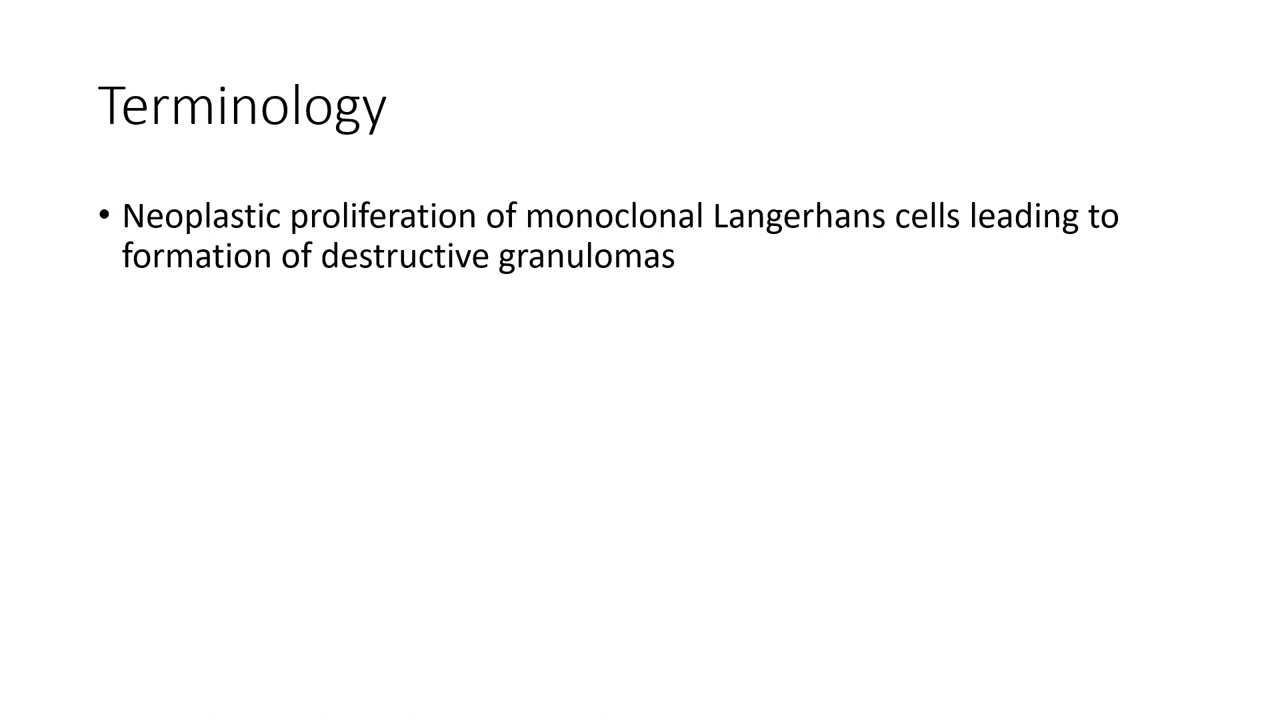 Terminology
• Neoplastic proliferation of monoclonal Langerhans cells leading to
formation of destructive granulomas